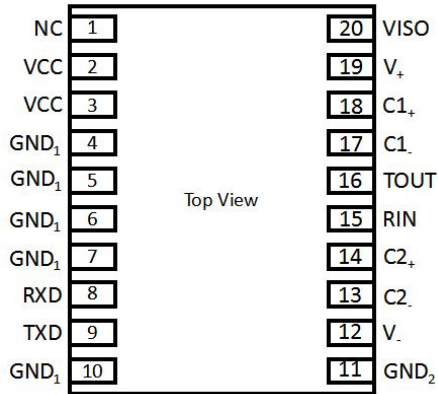 NC 1 20 VISO
VCC 2 19 V+
VCC 3 18 C1+
GND1 4 17 C1-
GND1 5 16 TOUT
Top View
GND1 6 15 RIN
GND1 7 14 C2+
RXD 8 13 C2-
TXD 9 12 V-
GND1 10 11 GND2